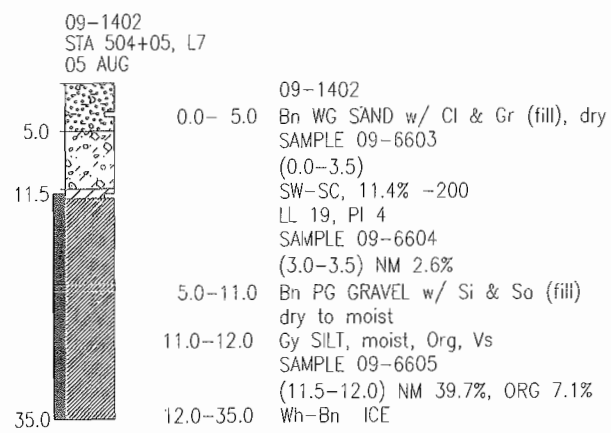 09-1402
STA 504+05, L7
05 AUG
09-1402
0.0- 5.0 Bn WG SAND w/ Cl & Gr (fill), dry
5.0
SAMPLE 09-6603
(0.0-3.5)
11.5
SW-SC, 11.4% -200
LL 19, PI 4
SAMPLE 09-6604
(3.0-3.5) NM 2.6%
5.0-11.0 Bn PG GRAVEL w/ Si & Sa (fill)
dry to moist
11.0-12.0 Gy SILT, moist, Org, Vs
SAMPLE 09-6605
(11.5-12.0) NM 39.7%, ORG 7.1%
35.0
12.0-35.0 Wh-Bn ICE